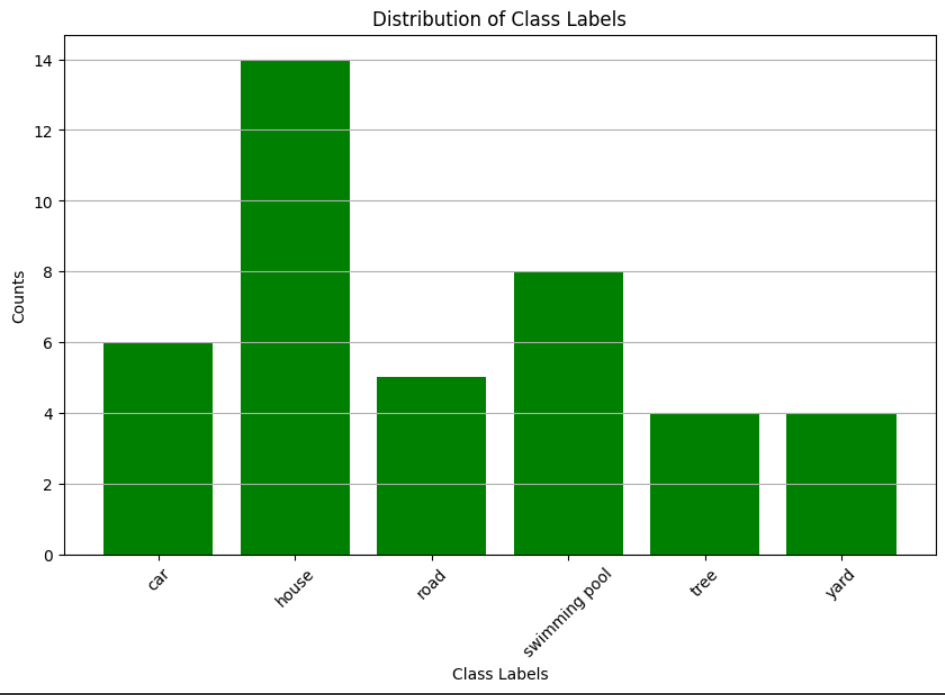 Distribution of Class Labels
14
12
10
8
6
4
2
0
Counts
car
house
road
swimming pool
tree
yard
Class Labels